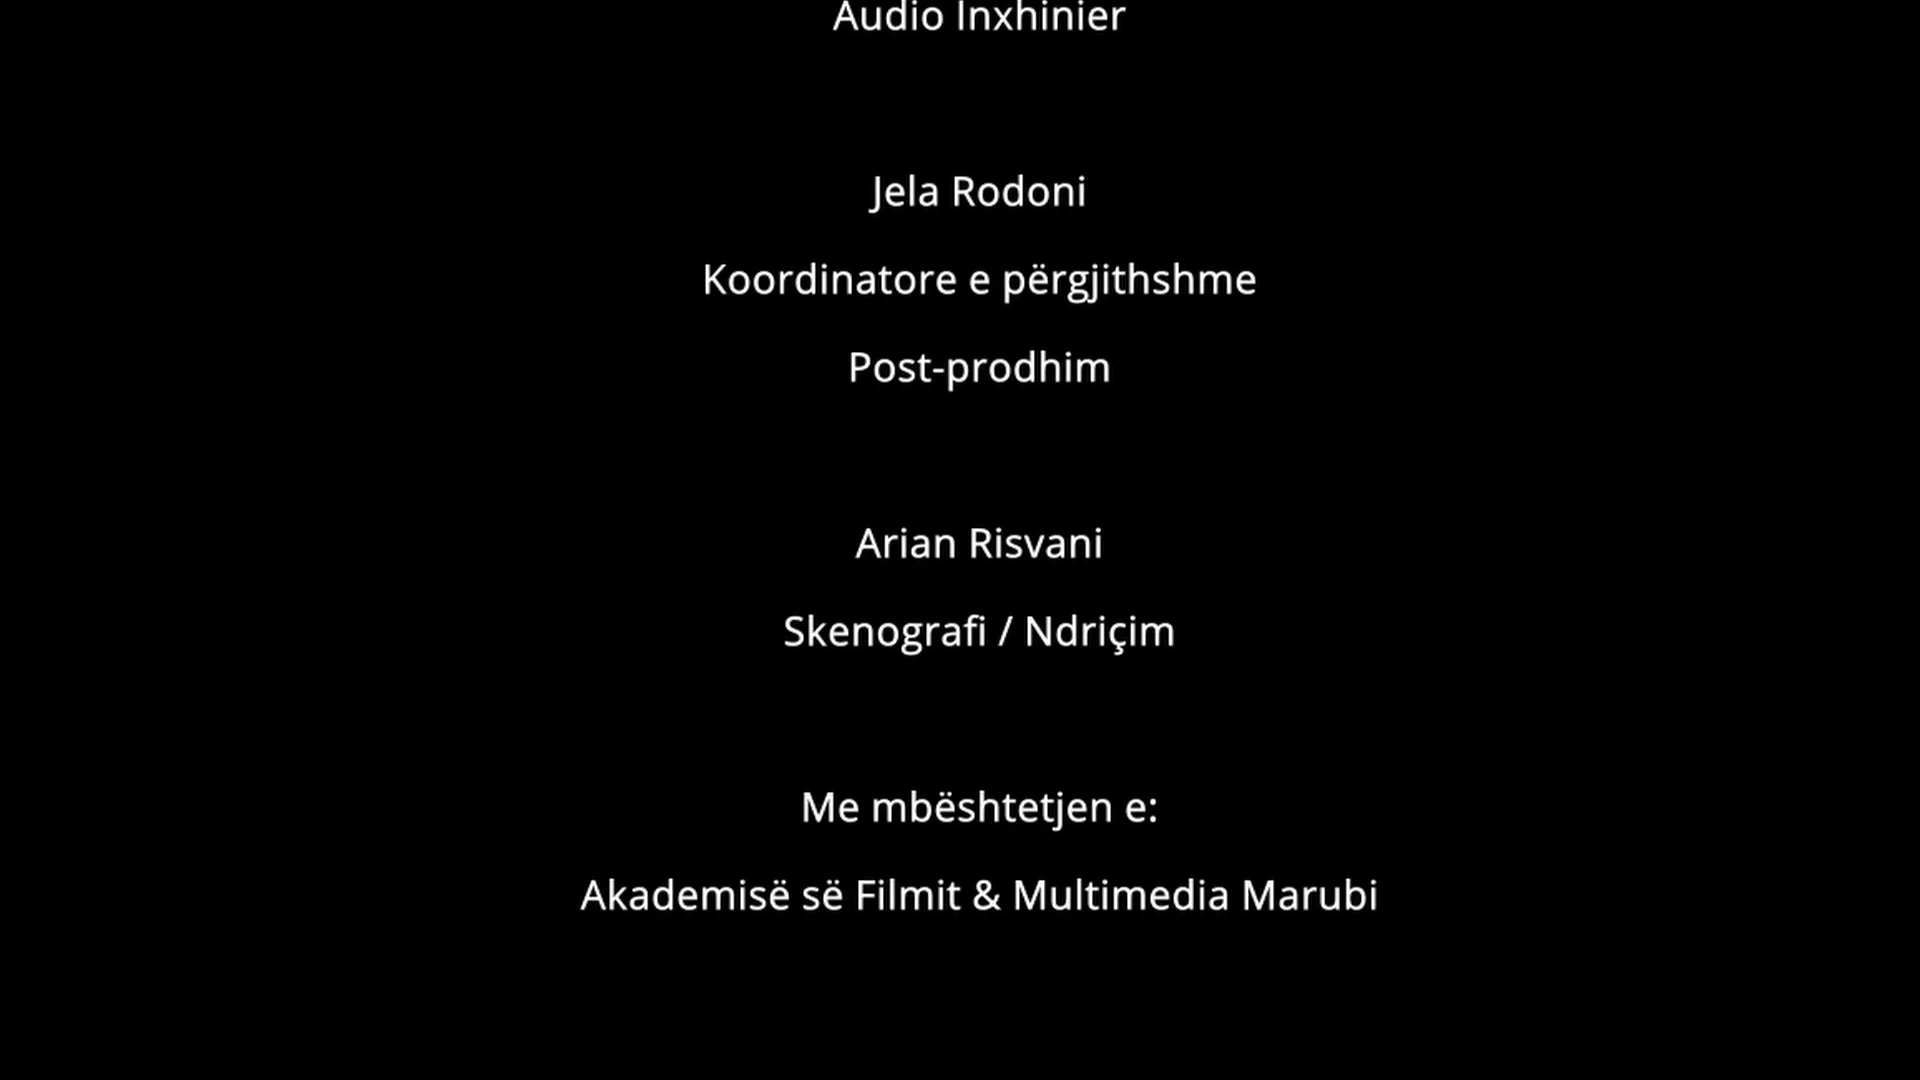 Audio Inxhinier
Jela Rodoni
Koordinatore e përgjithshme
Post-prodhim
Arian Risvani
Skenografi / Ndriçim
Me mbështetjen e:
Akademisë së Filmit & Multimedia Marubi